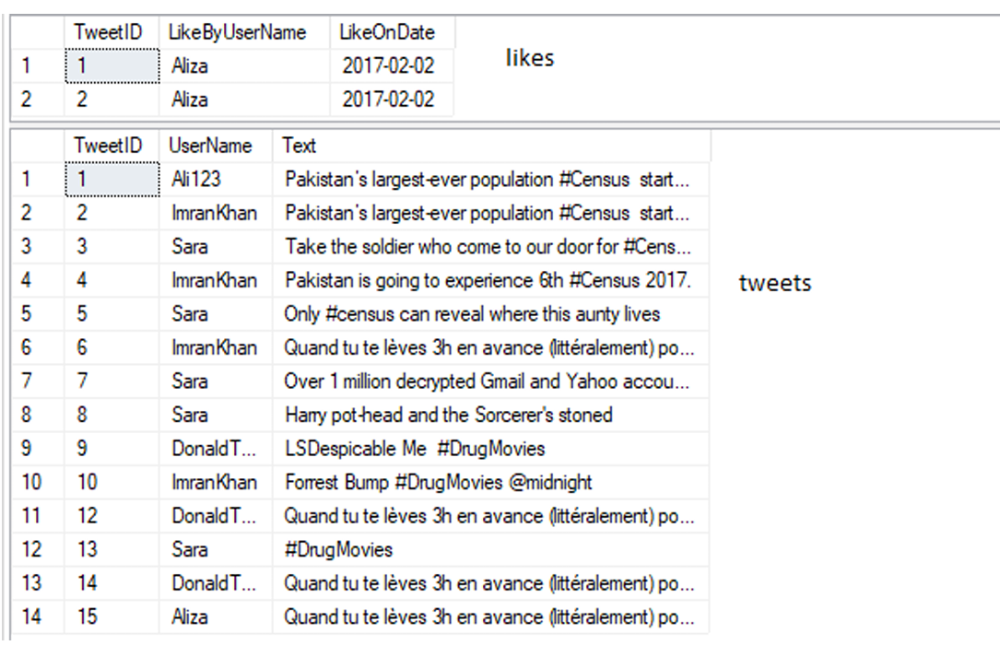 TweetID LikeByUserName LikeOnDate
likes
1 1 Aliza 2017-02-02
2 2 Aliza 2017-02-02
TweetID UserName Text
1 1 Ali123 Pakistan's largest-ever population #Census start...
2 2 ImranKhan Pakistan's largest-ever population #Census start...
3 3 Sara Take the soldier who come to our door for #Cens...
4 4 ImranKhan Pakistan is going to experience 6th #Census 2017.
tweets
5 5 Sara Only #census can reveal where this aunty lives
6 6 ImranKhan Quand tu te lèves 3h en avance (littéralement) po...
7 7 Sara Over 1 million decrypted Gmail and Yahoo accou...
8 8 Sara Harry pot-head and the Sorcerer's stoned
9 9 DonaldT... LSDespicable Me #DrugMovies
10 10 ImranKhan Forrest Bump #DrugMovies @midnight
11 12 DonaldT... Quand tu te lèves 3h en avance (littéralement) po...
12 13 Sara #DrugMovies
13 14 DonaldT... Quand tu te lèves 3h en avance (littéralement) po...
14 15 Aliza Quand tu te lèves 3h en avance (littéralement) po...